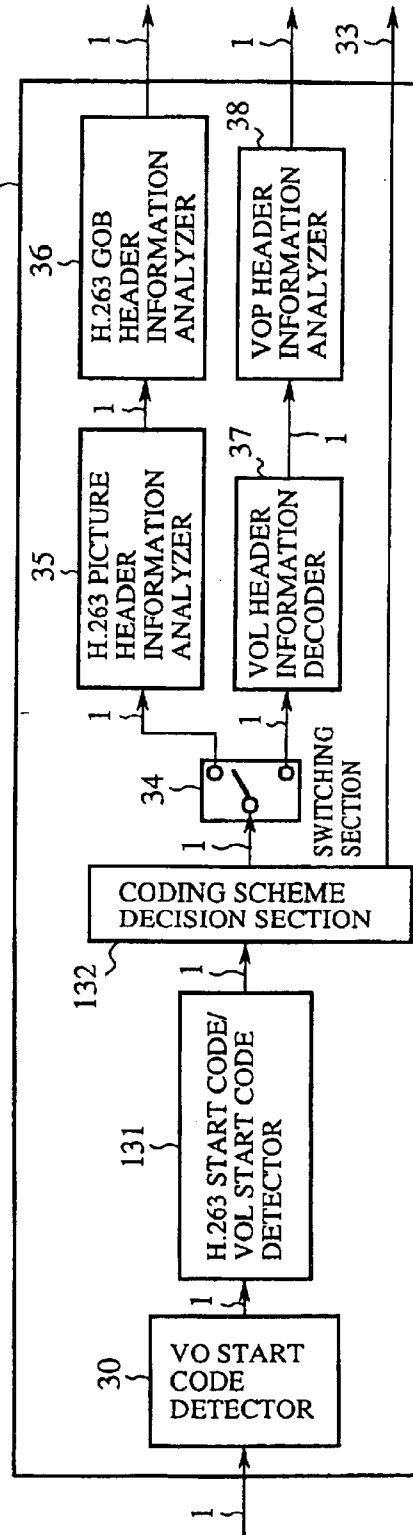 1
30
VO START
CODE
DETECTOR
1
131
H.263 START CODE/
VOL START CODE
DETECTOR
1
132
CODING SCHEME
DECISION SECTION
1
34
SWITCHING
SECTION
1
35
H.263 PICTURE
HEADER
INFORMATION
ANALYZER
1
36
H.263 GOB
HEADER
INFORMATION
ANALYZER
1
1
37
VOL HEADER
INFORMATION
DECODER
1
38
VOP HEADER
INFORMATION
ANALYZER
1
33